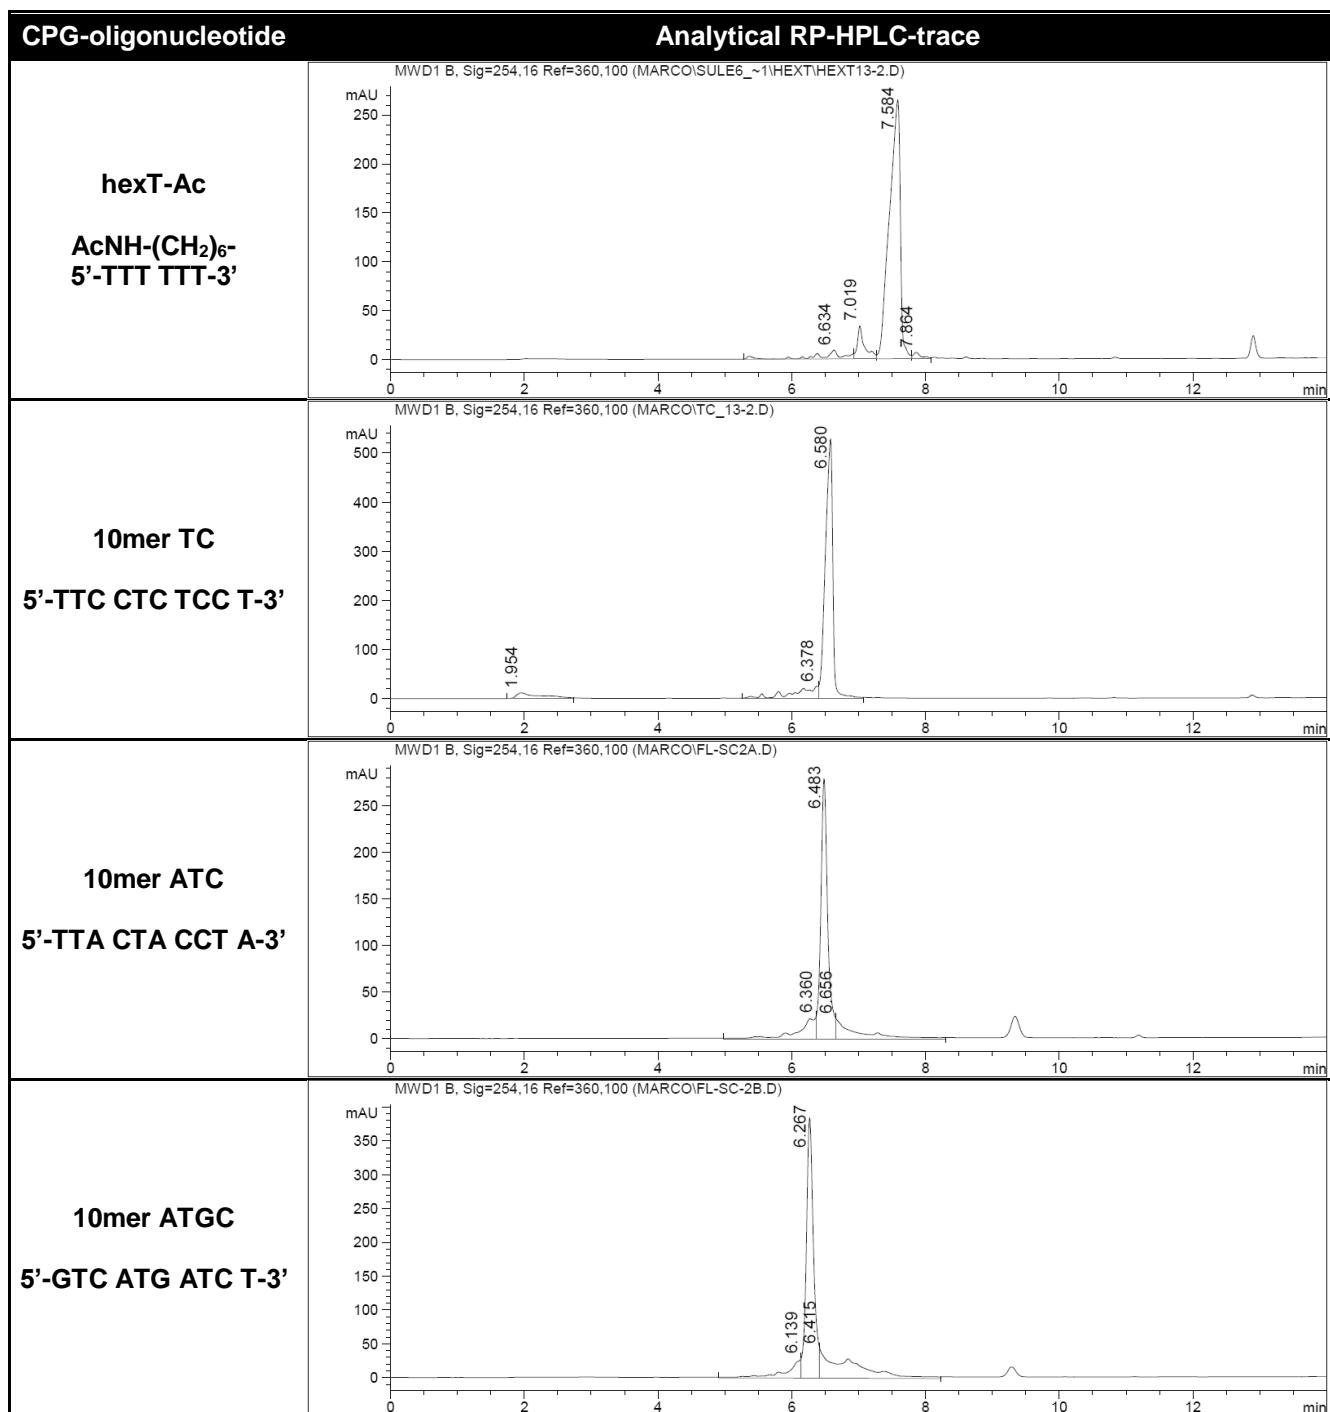 CPG-oligonucleotide Analytical RP-HPLC-trace
hexT-Ac
AcNH-(CH₂)₆-
5’-TTT TTT-3’
MWD1 B, Sig=254,16 Ref=360,100 (MARCO\SULE6_~1\HEXT\HEXT13-2.D)
mAU
250
200
150
100
50
0
6.634
7.019
7.584
7.864
0 2 4 6 8 10 12 min
10mer TC
5’-TTC CTC TCC T-3’
MWD1 B, Sig=254,16 Ref=360,100 (MARCO\TC_13-2.D)
mAU
500
400
300
200
100
0
1.954
6.378
6.580
0 2 4 6 8 10 12 min
10mer ATC
5’-TTA CTA CCT A-3’
MWD1 B, Sig=254,16 Ref=360,100 (MARCO\FL-SC2A.D)
mAU
250
200
150
100
50
0
6.360
6.483
6.656
0 2 4 6 8 10 12 min
10mer ATGC
5’-GTC ATG ATC T-3’
MWD1 B, Sig=254,16 Ref=360,100 (MARCO\FL-SC-2B.D)
mAU
350
300
250
200
150
100
50
0
6.139
6.267
6.415
0 2 4 6 8 10 12 min